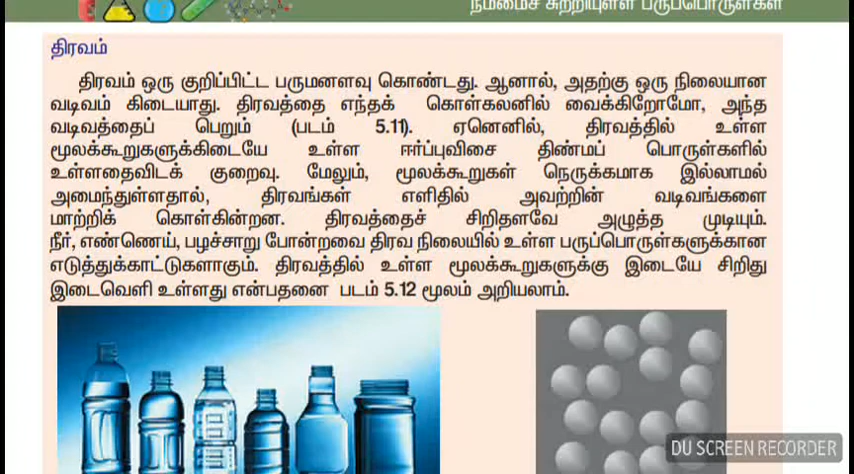 நம்மைச் சுற்றியுள்ள பருப்பொருள்கள்
திரவம்
திரவம் ஒரு குறிப்பிட்ட பருமனளவு கொண்டது. ஆனால், அதற்கு ஒரு நிலையான
வடிவம் கிடையாது. திரவத்தை எந்தக் கொள்கலனில் வைக்கிறோமோ, அந்த
வடிவத்தைப் பெறும் (படம் 5.11). ஏனெனில், திரவத்தில் உள்ள
மூலக்கூறுகளுக்கிடையே உள்ள ஈர்ப்புவிசை திண்மப் பொருள்களில்
உள்ளதைவிடக் குறைவு. மேலும், மூலக்கூறுகள் நெருக்கமாக இல்லாமல்
அமைந்துள்ளதால், திரவங்கள் எளிதில் அவற்றின் வடிவங்களை
மாற்றிக் கொள்கின்றன. திரவத்தைச் சிறிதளவே அழுத்த முடியும்.
நீர், எண்ணெய், பழச்சாறு போன்றவை திரவ நிலையில் உள்ள பருப்பொருள்களுக்கான
எடுத்துக்காட்டுகளாகும். திரவத்தில் உள்ள மூலக்கூறுகளுக்கு இடையே சிறிது
இடைவெளி உள்ளது என்பதனை படம் 5.12 மூலம் அறியலாம்.
DU SCREEN RECORDER